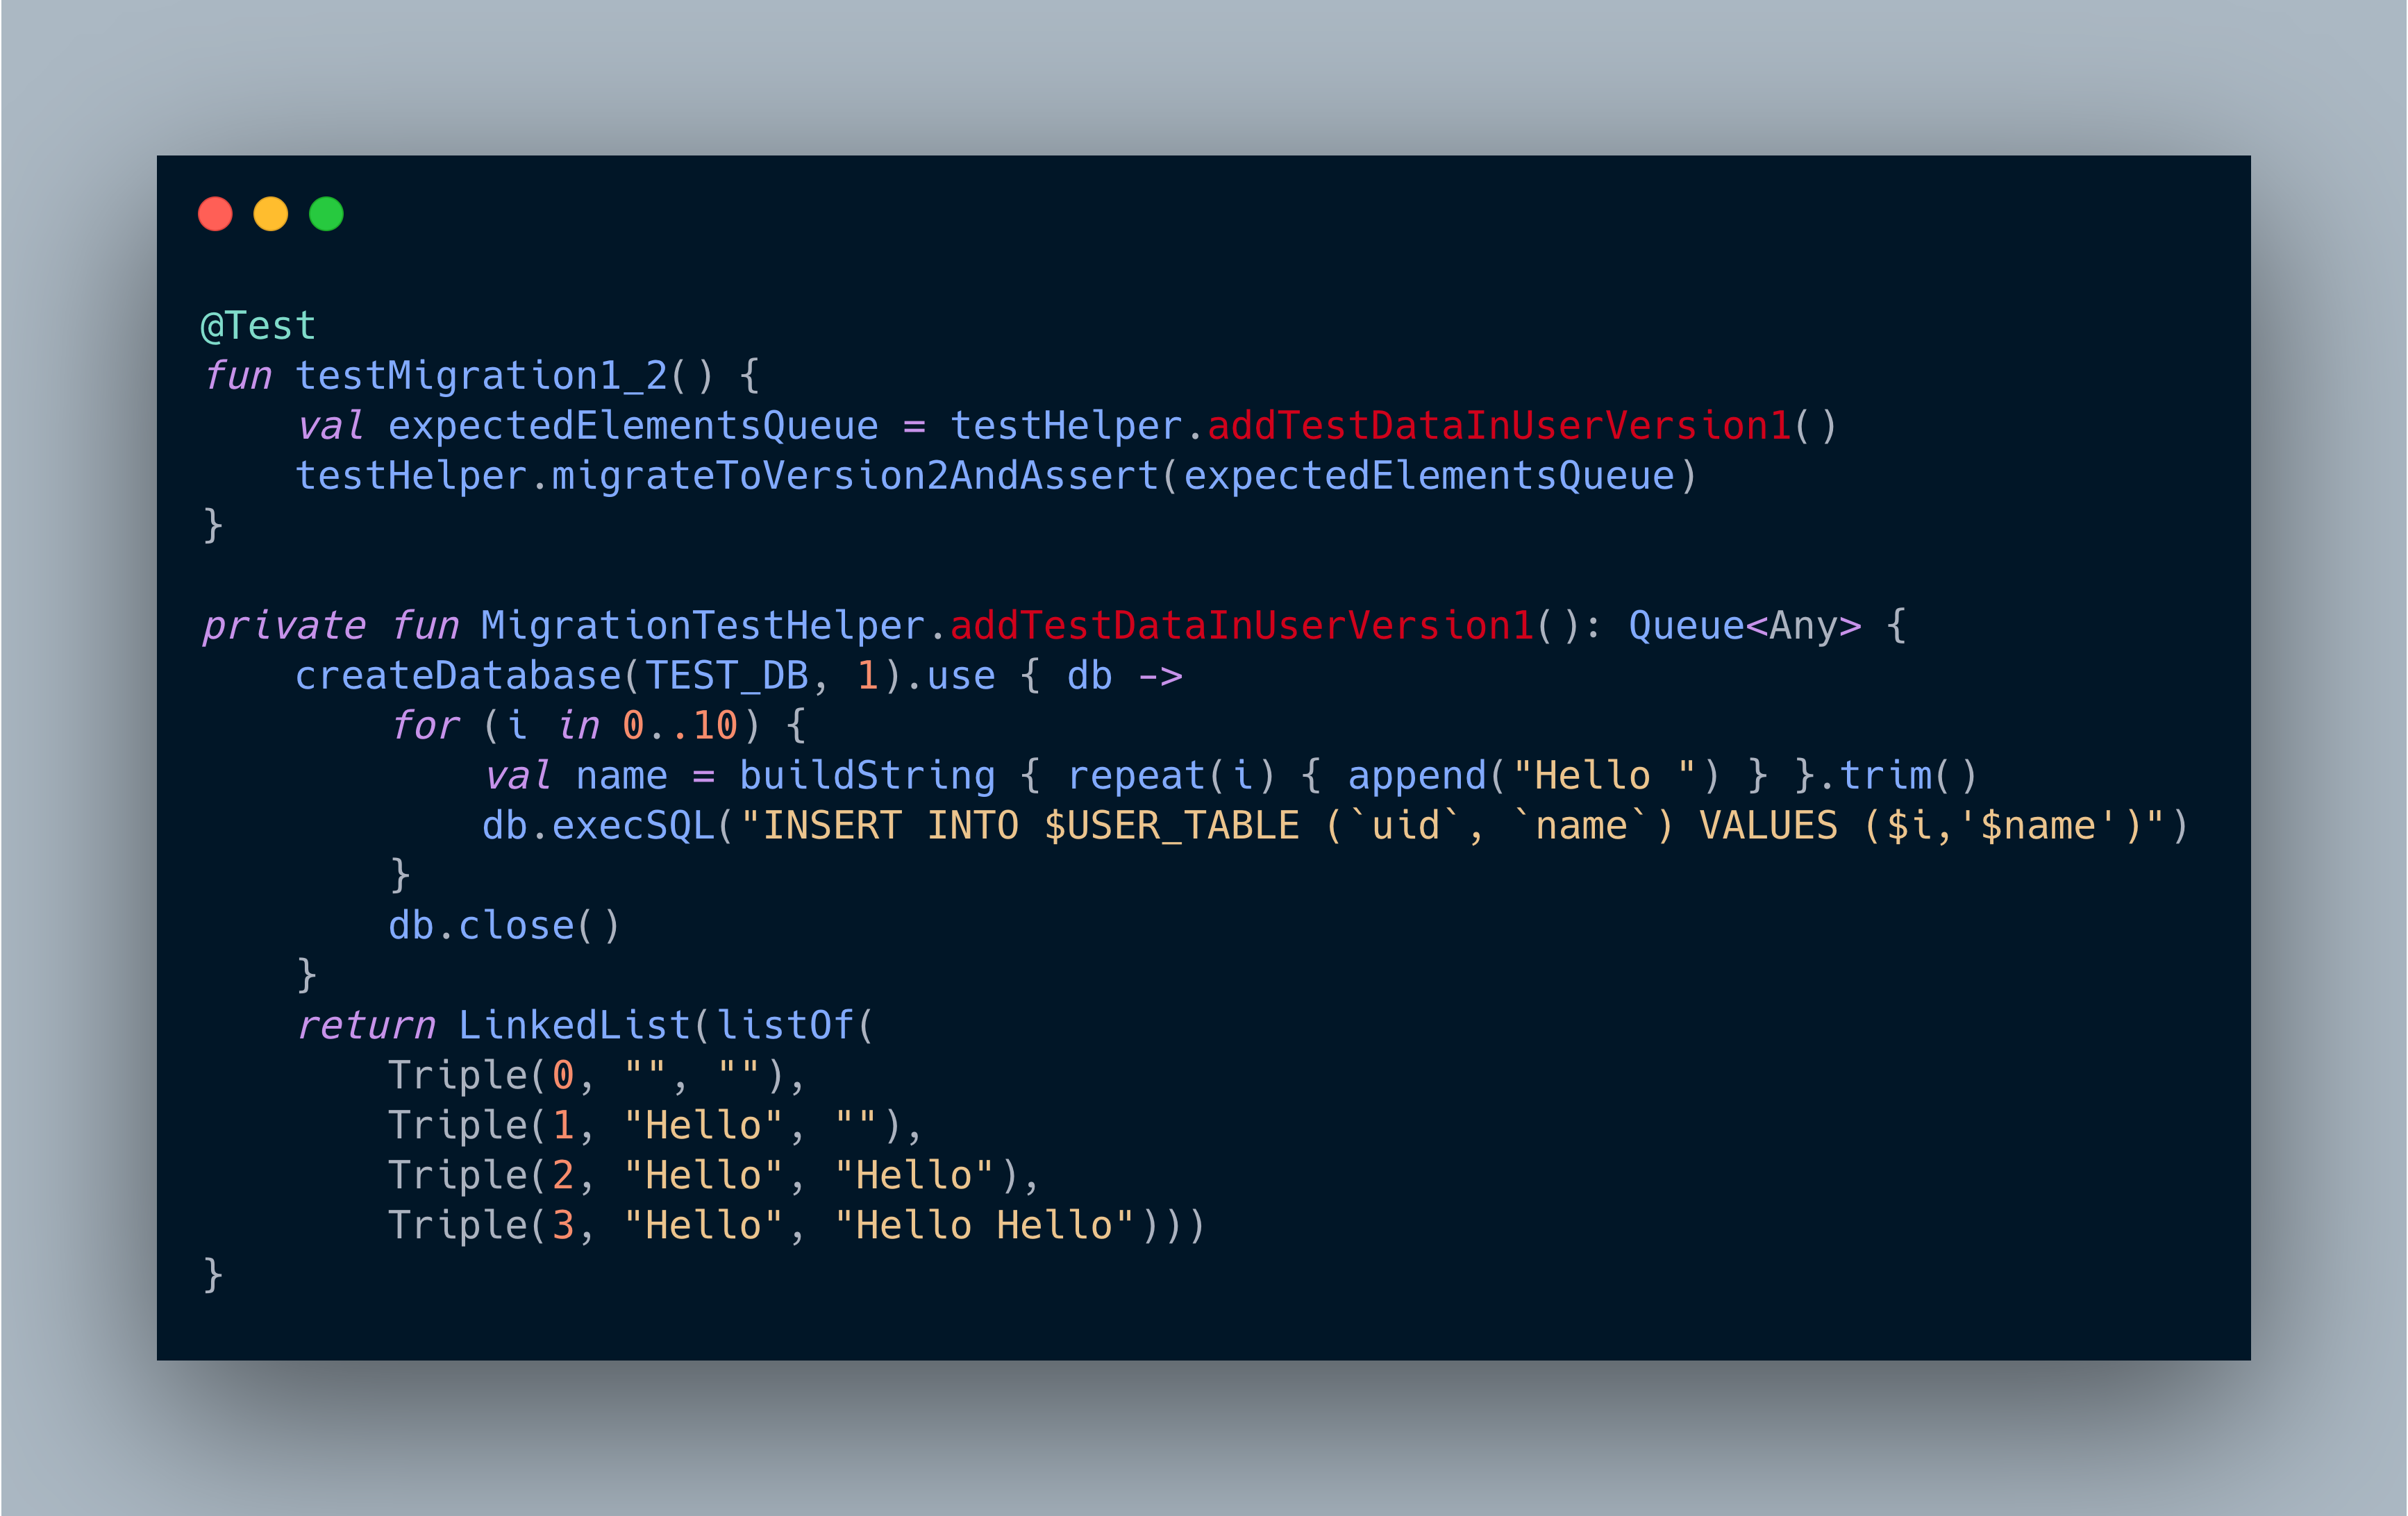 @Test
fun testMigration1_2() {
    val expectedElementsQueue = testHelper.addTestDataInUserVersion1()
    testHelper.migrateToVersion2AndAssert(expectedElementsQueue)
}

private fun MigrationTestHelper.addTestDataInUserVersion1(): Queue<Any> {
    createDatabase(TEST_DB, 1).use { db ->
        for (i in 0..10) {
            val name = buildString { repeat(i) { append("Hello ") } }.trim()
            db.execSQL("INSERT INTO $USER_TABLE (`uid`, `name`) VALUES ($i,'$name')")
        }
        db.close()
    }
    return LinkedList(listOf(
        Triple(0, "", ""),
        Triple(1, "Hello", ""),
        Triple(2, "Hello", "Hello"),
        Triple(3, "Hello", "Hello Hello")))
}